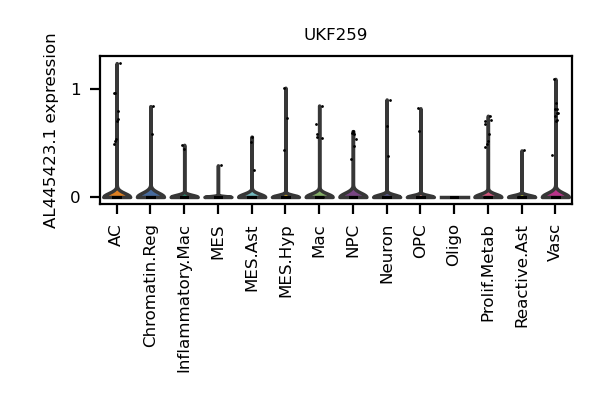 UKF259
AL445423.1 expression
1
0
AC
Chromatin.Reg
Inflammatory.Mac
MES
MES.Ast
MES.Hyp
Mac
NPC
Neuron
OPC
Oligo
Prolif.Metab
Reactive.Ast
Vasc